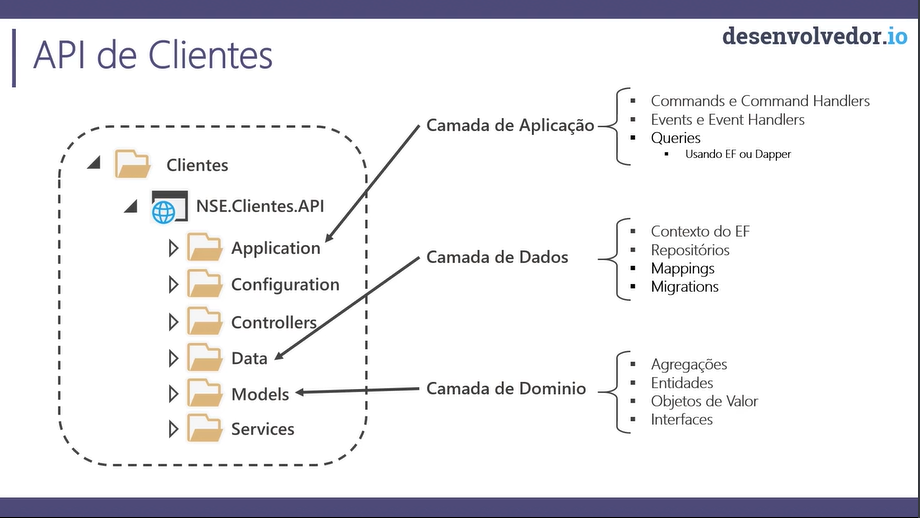 desenvolvedor.io
API de Clientes
Clientes
NSE.Clientes.API
Application
Configuration
Controllers
Data
Models
Services
Camada de Aplicação
Commands e Command Handlers
Events e Event Handlers
Queries
Usando EF ou Dapper
Camada de Dados
Contexto do EF
Repositórios
Mappings
Migrations
Camada de Dominio
Agregações
Entidades
Objetos de Valor
Interfaces